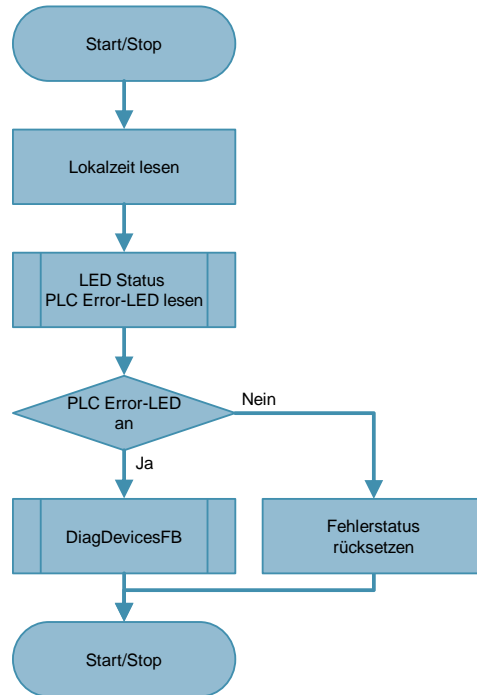 Start/Stop
Lokalzeit lesen
LED Status
PLC Error-LED lesen
PLC Error-LED
an
Nein
Ja
DiagDevicesFB
Fehlerstatus
rücksetzen
Start/Stop